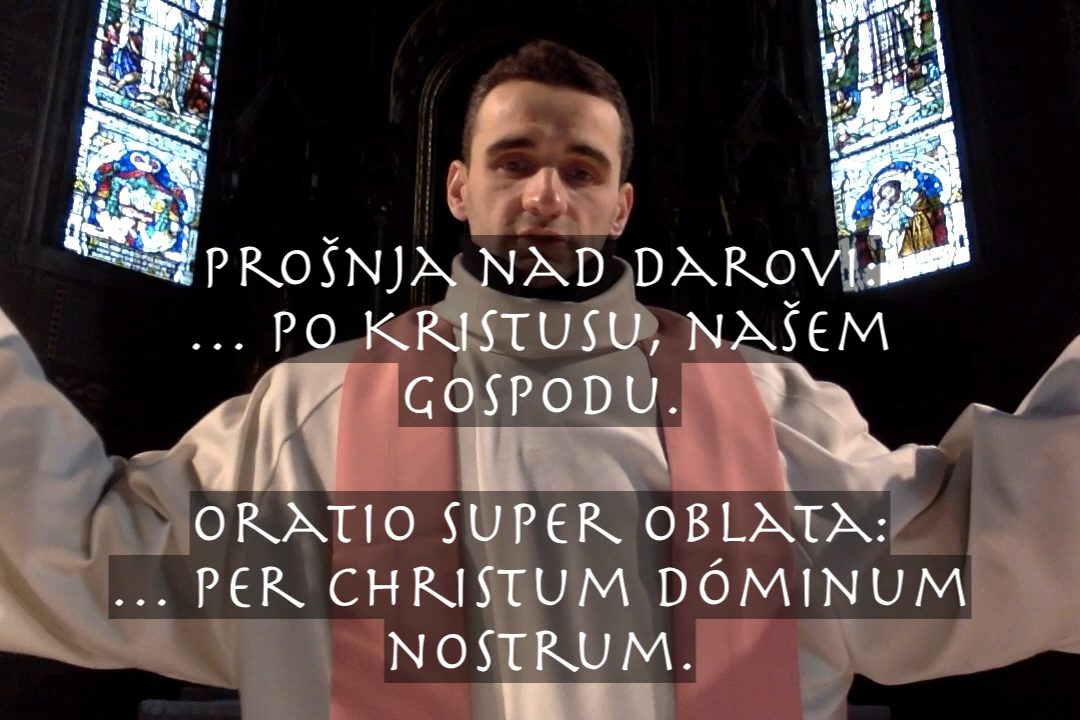 PROŠNJA NAD DAROVI:
... PO KRISTUSU, NAŠEM
GOSPODU.
ORATIO SUPER OBLATA:
... PER CHRISTUM DÓMINUM
NOSTRUM.